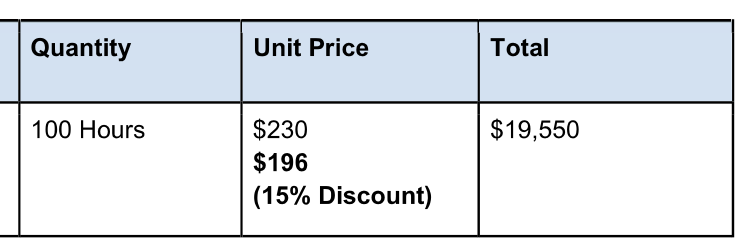 Quantity
Unit Price
Total
100 Hours
$230
$196
(15% Discount)
$19,550